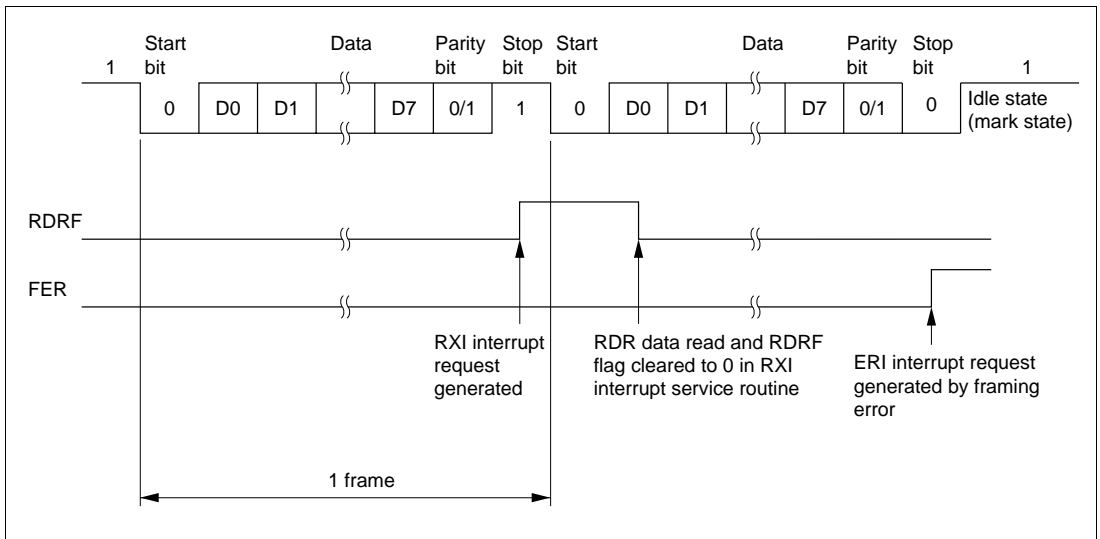 Start bit
Data
Parity bit
Stop bit
Start bit
Data
Parity bit
Stop bit
1
1
0
D0
D1
D7
0/1
1
0
D0
D1
D7
0/1
0
Idle state
(mark state)
RDRF
FER
RXI interrupt
request
generated
RDR data read and RDRF
flag cleared to 0 in RXI
interrupt service routine
ERI interrupt request
generated by framing
error
1 frame